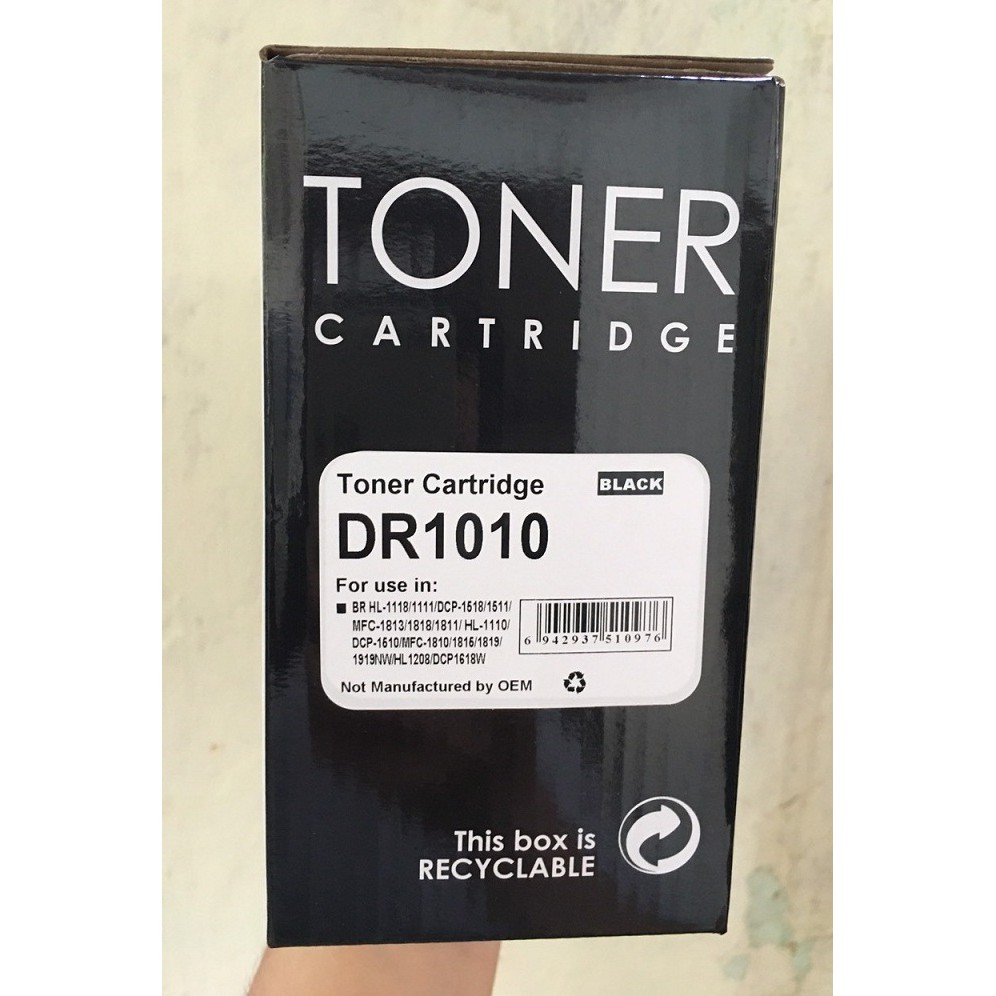 TONER
CARTRIDGE
Toner Cartridge BLACK
DR1010
For use in:
BR HL-1118/1111/DCP-1518/1511/
MFC-1813/1818/1811/ HL-1110/
DCP-1510/MFC-1810/1815/1819/
1919NW/HL1208/DCP1618W
6 942937 510976
Not Manufactured by OEM
This box is
RECYCLABLE